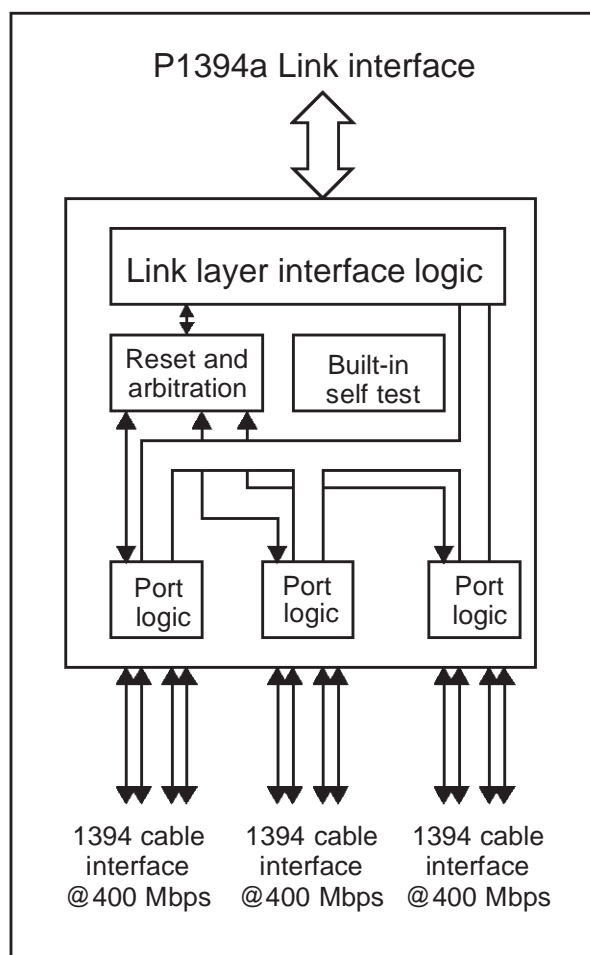 P1394a Link interface
Link layer interface logic
Reset and
arbitration
Built-in
self test
Port
logic
Port
logic
Port
logic
1394 cable
interface
@400 Mbps
1394 cable
interface
@400 Mbps
1394 cable
interface
@400 Mbps